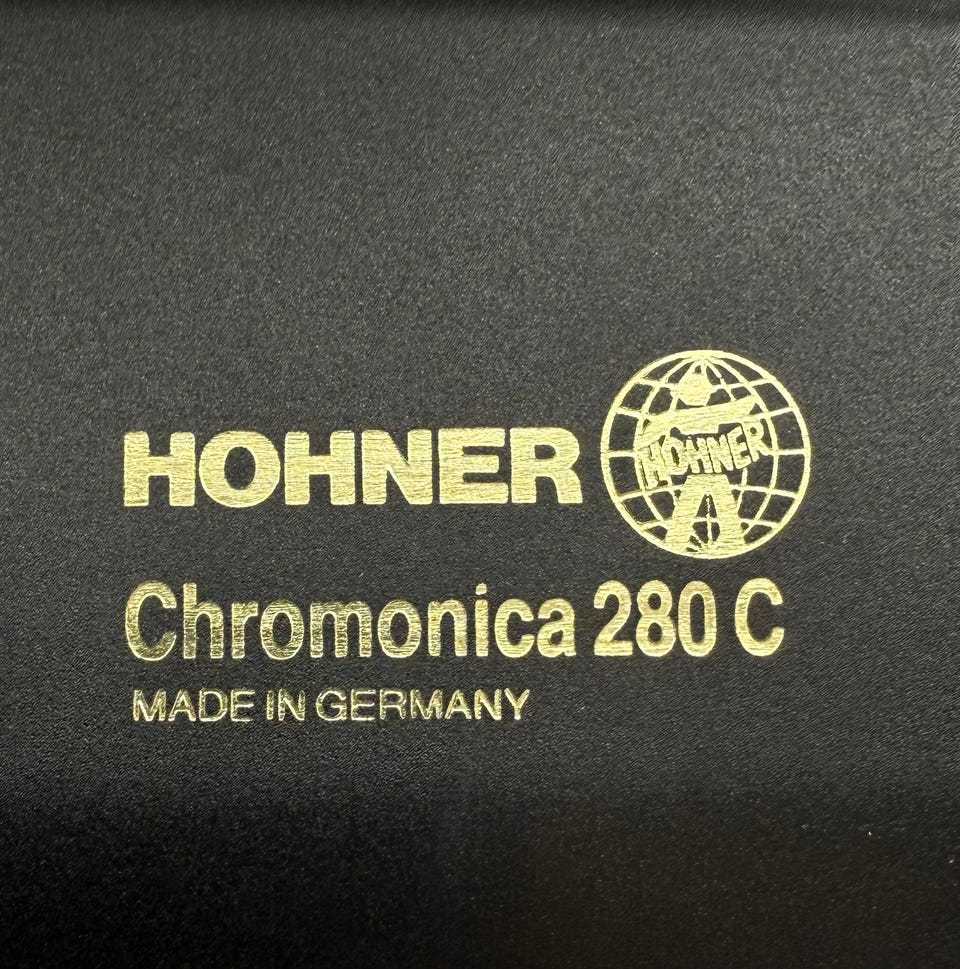 HOHNER
HOHNER
Chromonica 280 C
MADE IN GERMANY